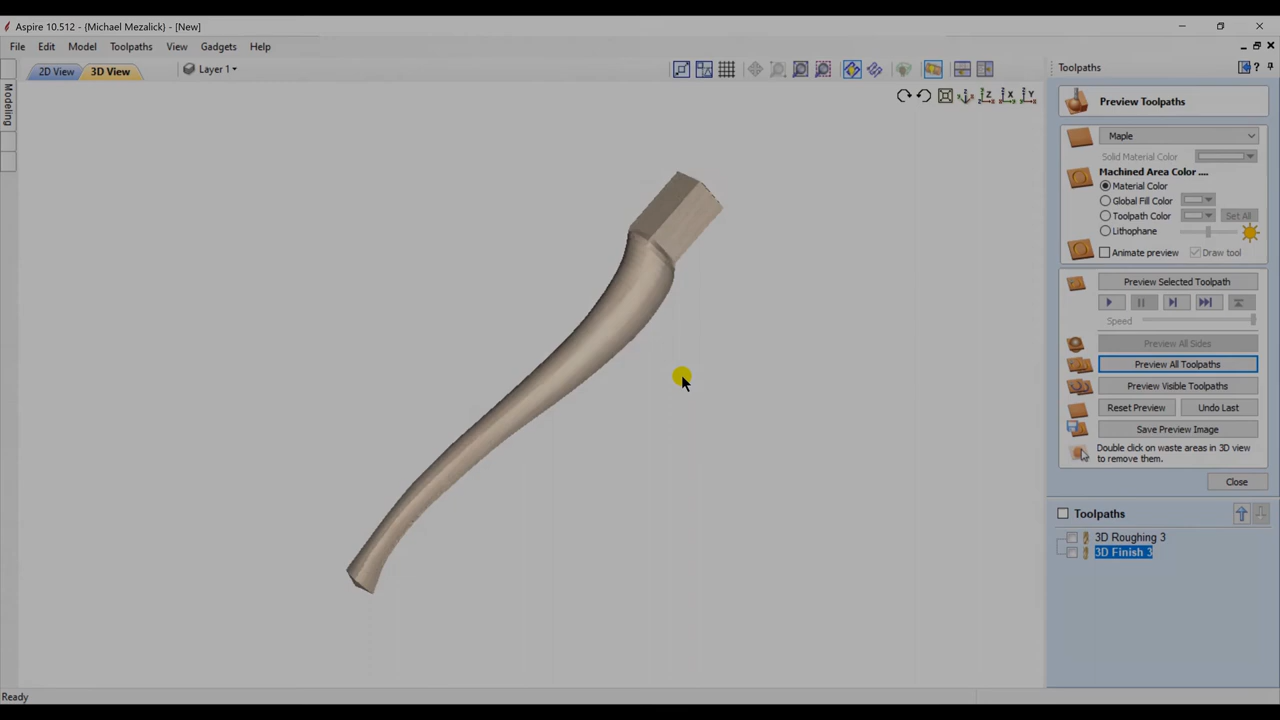 Aspire 10.512 - {Michael Mezalick} - [New]
File Edit Model Toolpaths View Gadgets Help
2D View 3D View Layer 1
Toolpaths
Modeling
Z X Y
Preview Toolpaths
Maple
Solid Material Color
Machined Area Color ....
Material Color
Global Fill Color
Toolpath Color Set All
Lithophane
Animate preview Draw tool
Preview Selected Toolpath
Speed
Preview All Sides
Preview All Toolpaths
Preview Visible Toolpaths
Reset Preview Undo Last
Save Preview Image
Double click on waste areas in 3D view
to remove them.
Close
Toolpaths
3D Roughing 3
3D Finish 3
Ready